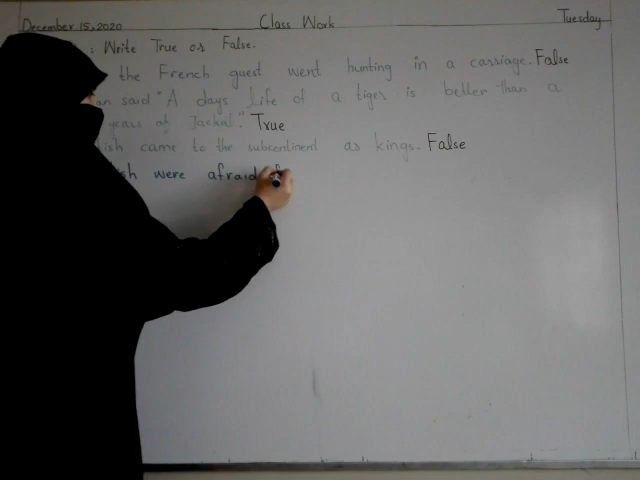 December 15, 2020 Class Work Tuesday
: Write True os False.
the French guest went hunting in a carriage. False
an said "A days life of a tiger is better than a
years of Jackal." True
ish came to the subcontinent as kings. False
ish were afraid